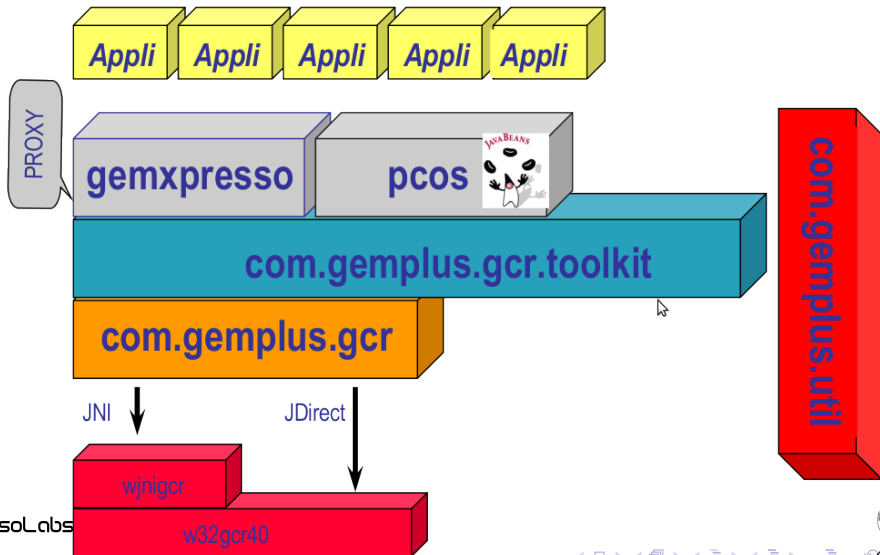 Appli Appli Appli Appli Appli
PROXY
gemxpresso
pcos
JAVABEANS
com.gemplus.gcr.toolkit
com.gemplus.util
com.gemplus.gcr
JNI
JDirect
wjnigcr
soLabs
w32gcr40